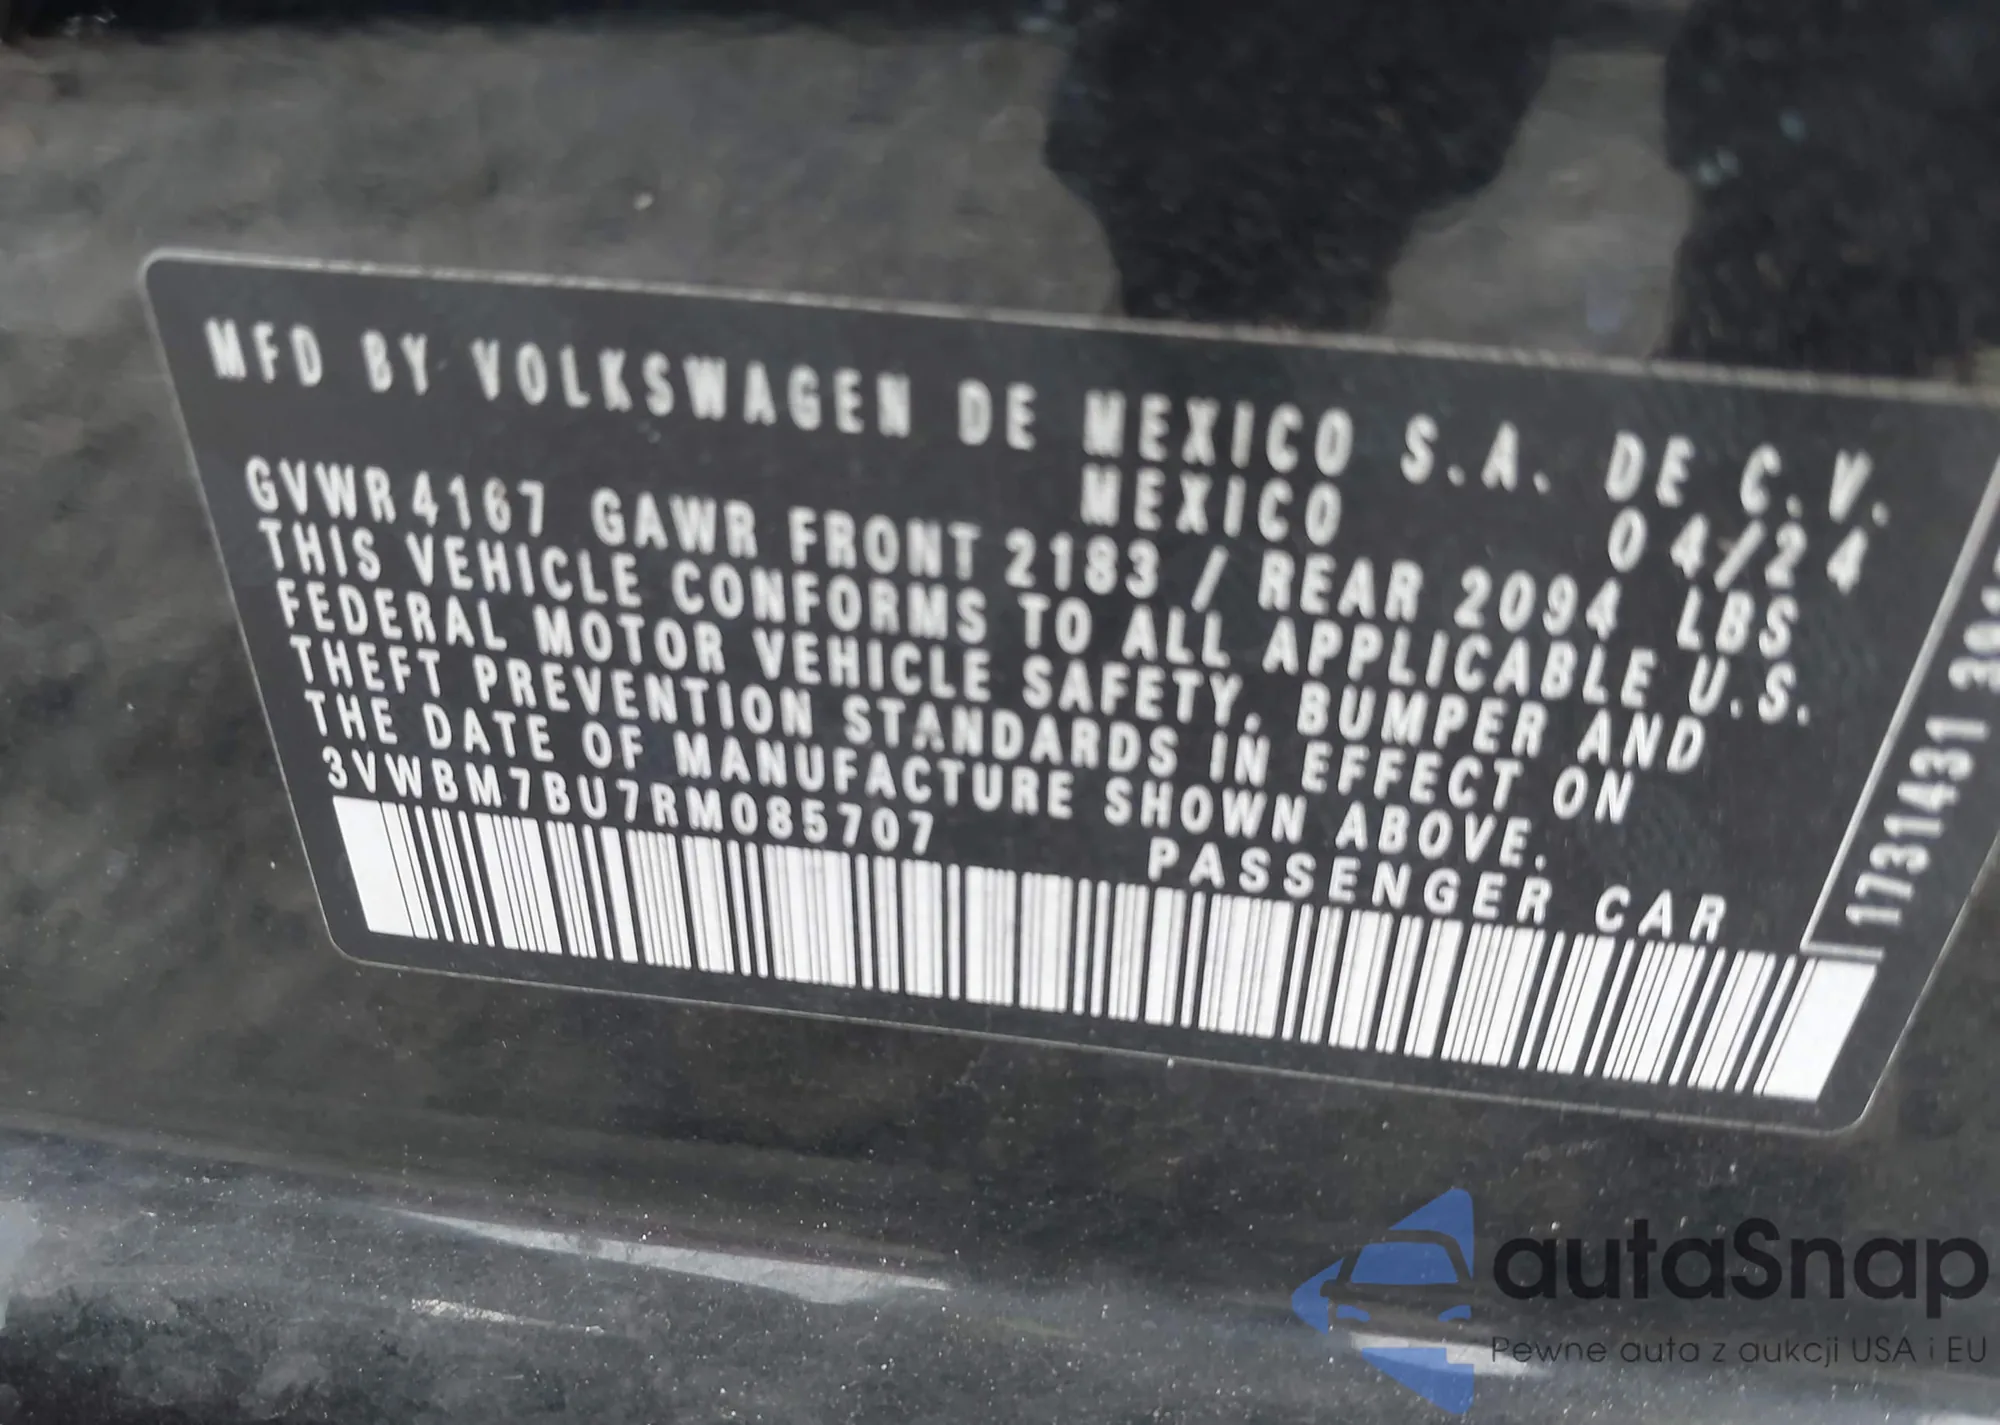 MFD BY VOLKSWAGEN DE MEXICO S.A. DE C.V.
MEXICO 04/24
GVWR 4167 GAWR FRONT 2183 / REAR 2094 LBS
THIS VEHICLE CONFORMS TO ALL APPLICABLE U.S.
FEDERAL MOTOR VEHICLE SAFETY, BUMPER AND
THEFT PREVENTION STANDARDS IN EFFECT ON
THE DATE OF MANUFACTURE SHOWN ABOVE.
3VWBM7BU7RM085707 PASSENGER CAR
1731431
autaSnap
Pewne auta z aukcji USA i EU